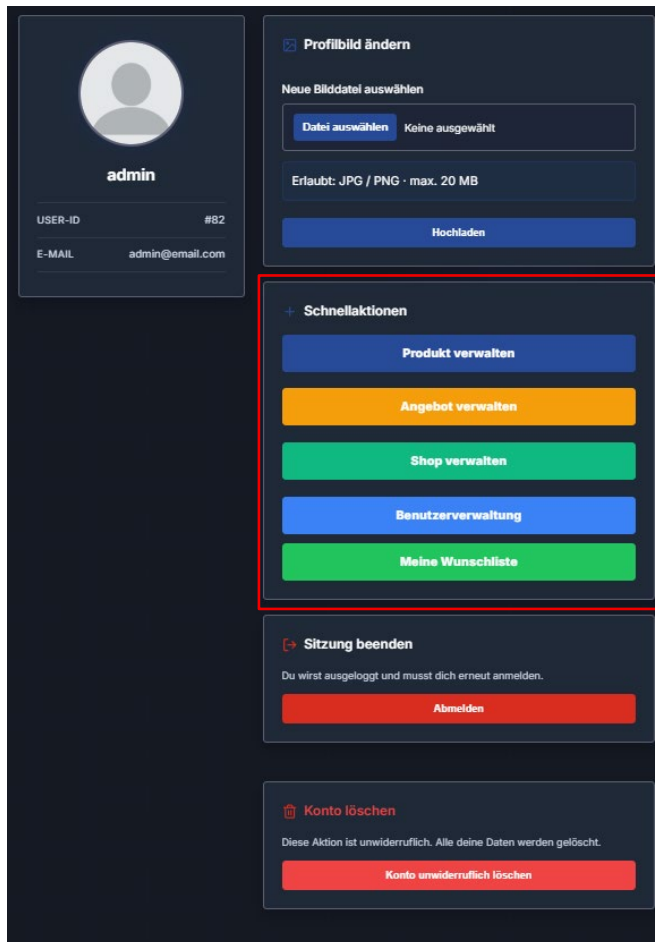 admin
USER-ID #82
E-MAIL admin@email.com
Profilbild ändern
Neue Bilddatei auswählen
Datei auswählen Keine ausgewählt
Erlaubt: JPG / PNG · max. 20 MB
Hochladen
Schnellaktionen
Produkt verwalten
Angebot verwalten
Shop verwalten
Benutzerverwaltung
Meine Wunschliste
Sitzung beenden
Du wirst ausgeloggt und musst dich erneut anmelden.
Abmelden
Konto löschen
Diese Aktion ist unwiderruflich. Alle deine Daten werden gelöscht.
Konto unwiderruflich löschen